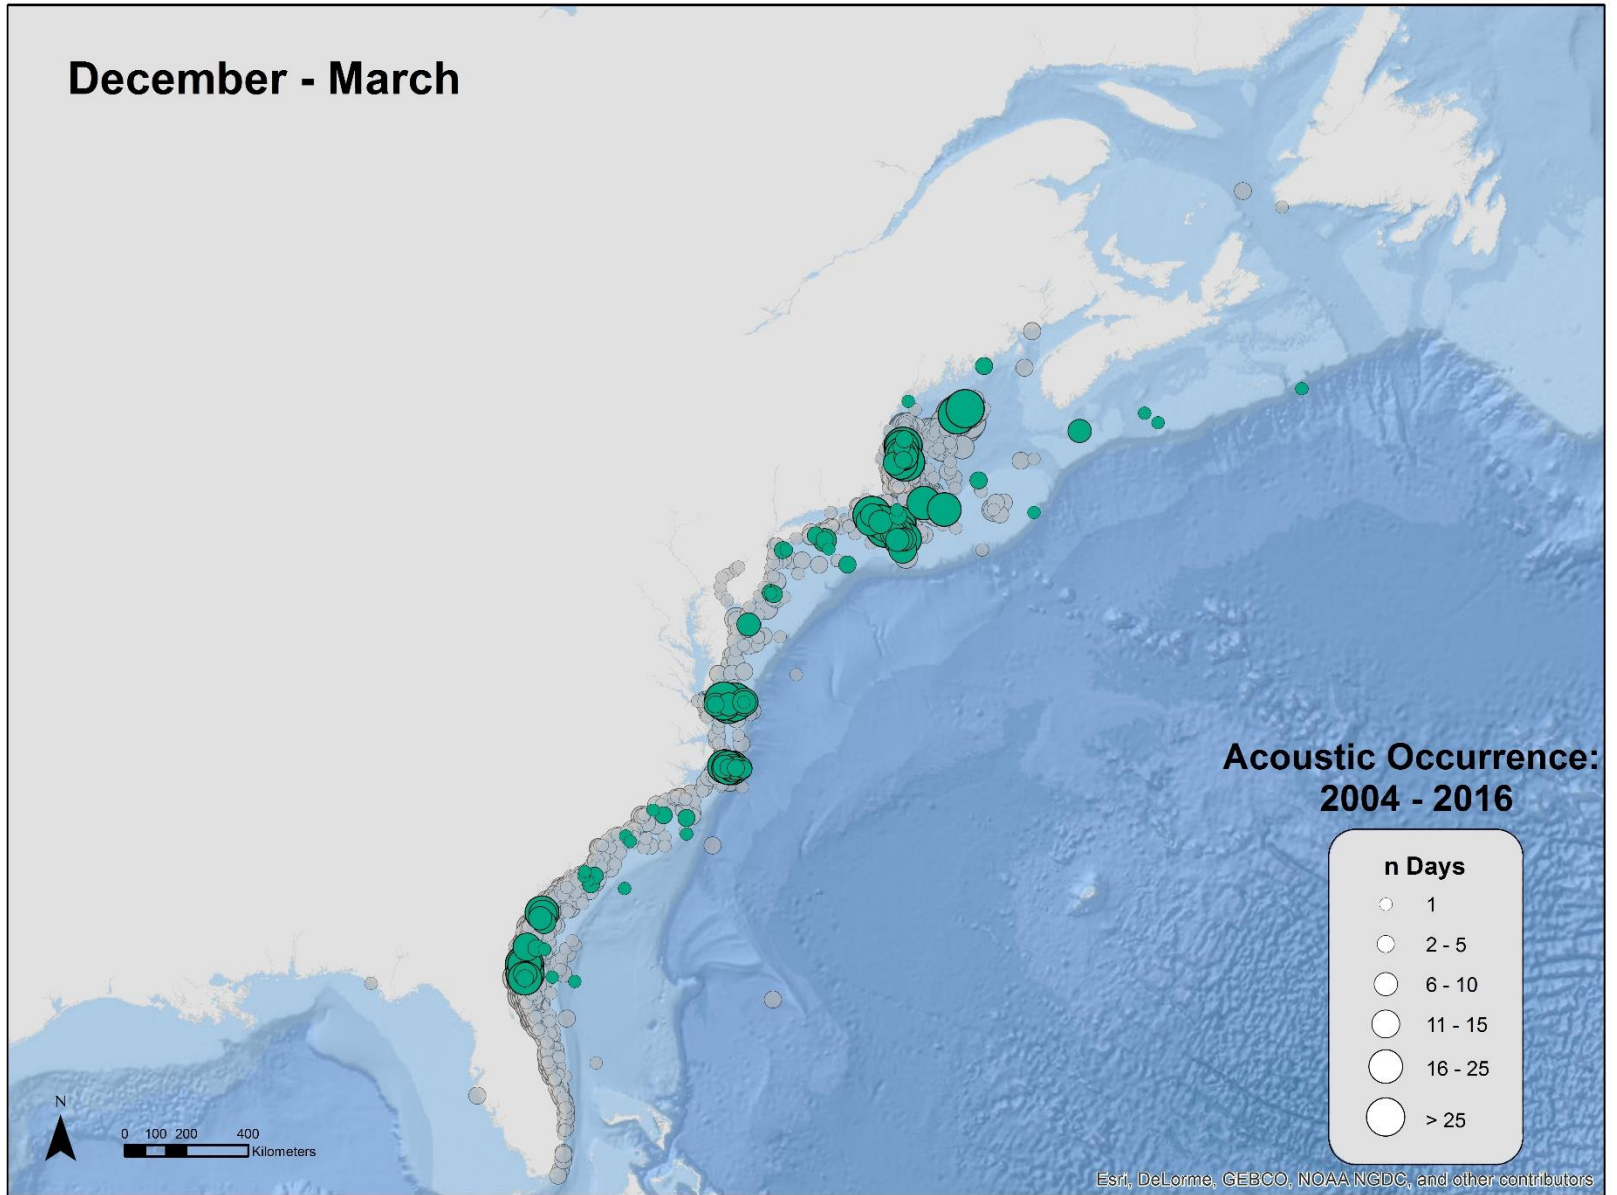 December - March
Acoustic Occurrence:
2004 - 2016
n Days
1
2 - 5
6 - 10
11 - 15
16 - 25
> 25
N
0 100 200 400
Kilometers
Esri, DeLorme, GEBCO, NOAA NGDC, and other contributors